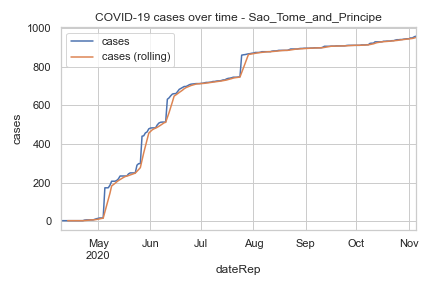 COVID-19 cases over time - Sao_Tome_and_Principe
cases
cases (rolling)
1000
800
600
400
200
0
cases
May Jun Jul Aug Sep Oct Nov
2020
dateRep